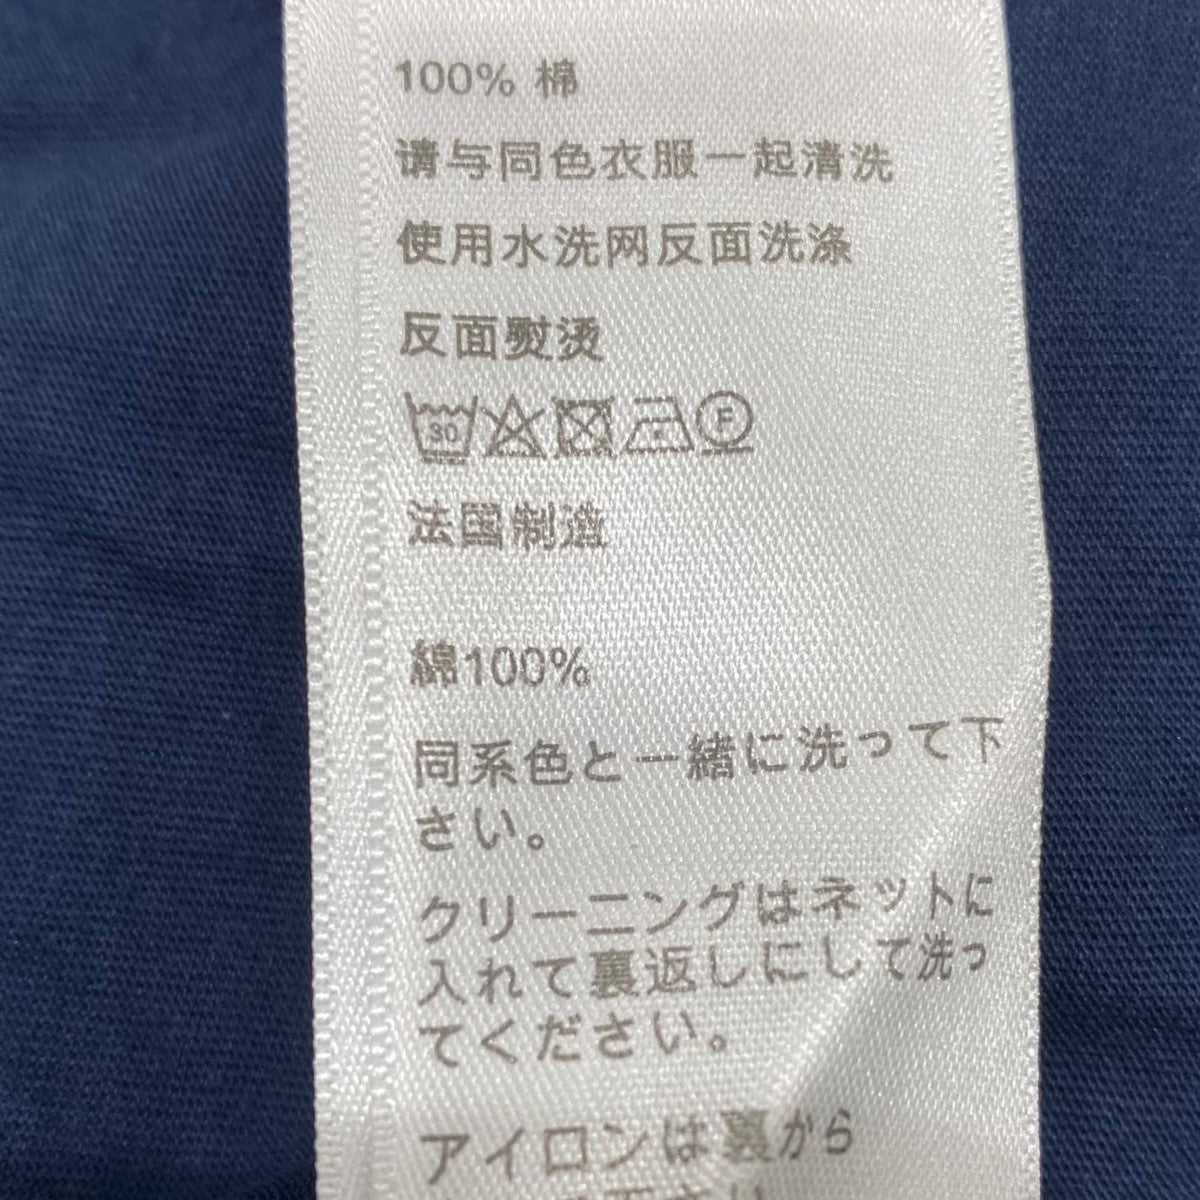 100% 棉
请与同色衣服一起清洗
使用水洗网反面洗涤
反面熨烫
30 F
法国制造
綿100%
同系色と一緒に洗って下
さい。
クリーニングはネットに
入れて裏返しにして洗っ
てください。
アイロンは裏から